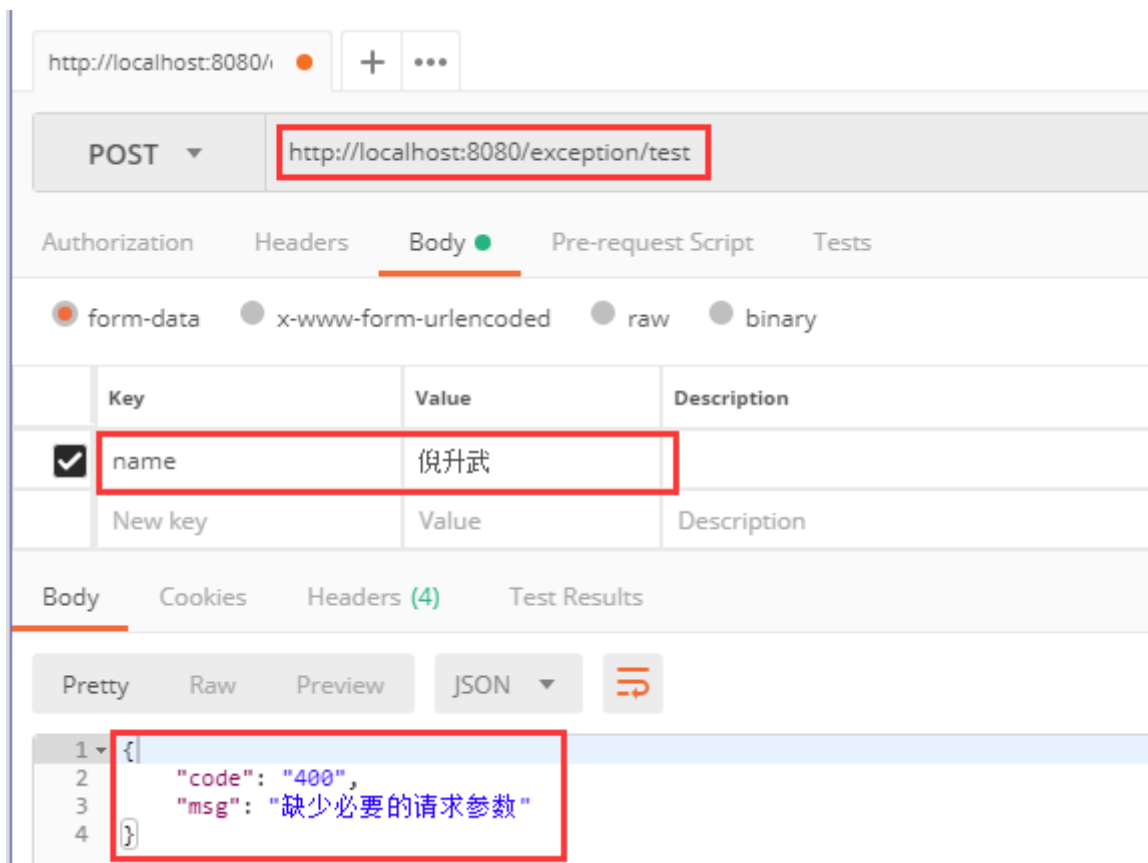 http://localhost:8080/
POST http://localhost:8080/exception/test
Authorization Headers Body Pre-request Script Tests
form-data x-www-form-urlencoded raw binary
Key Value Description
name 倪升武
New key Value Description
Body Cookies Headers (4) Test Results
Pretty Raw Preview JSON
1 {
2 "code": "400",
3 "msg": "缺少必要的请求参数"
4 }